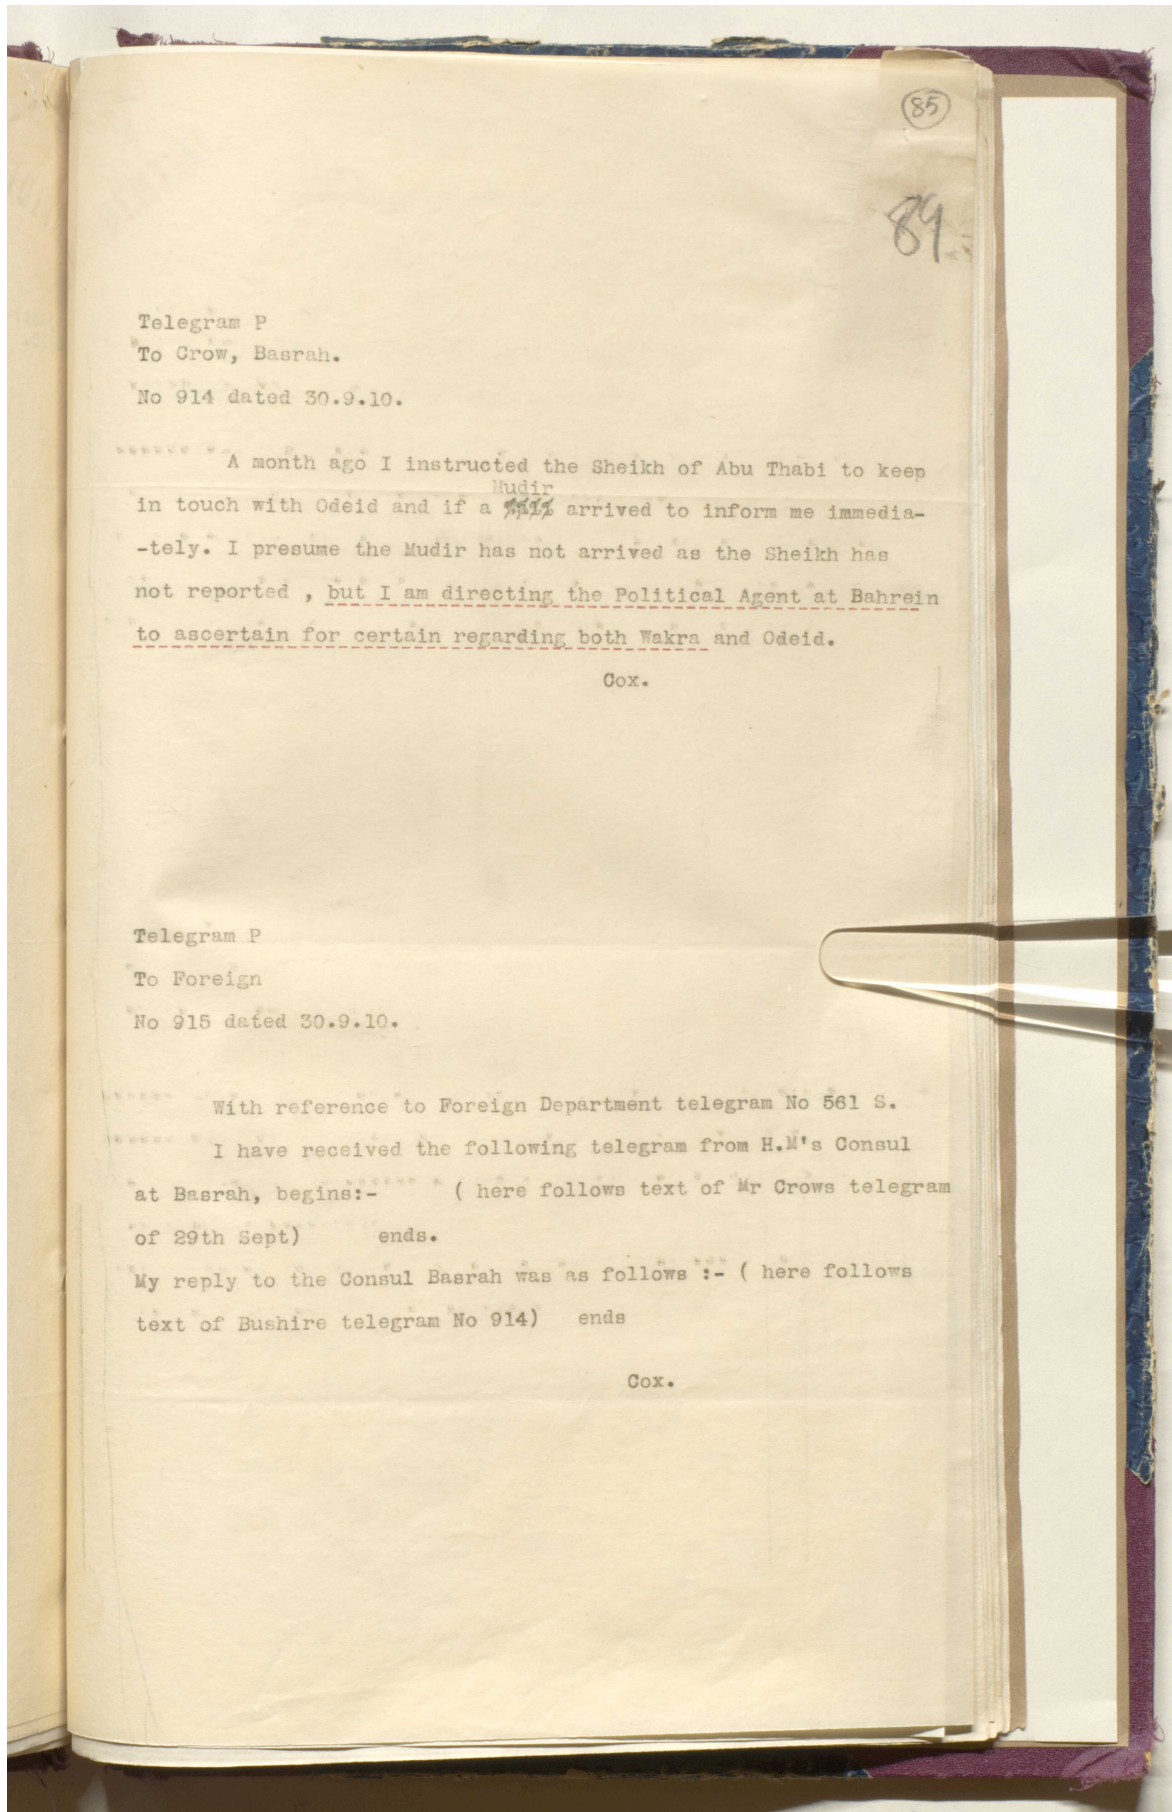 85
89
Telegram P
To Crow, Basrah.
No 914 dated 30.9.10.
A month ago I instructed the Sheikh of Abu Thabi to keep
Mudir
in touch with Odeid and if a arrived to inform me immedia-
-tely. I presume the Mudir has not arrived as the Sheikh has
not reported , but I am directing the Political Agent at Bahrein
to ascertain for certain regarding both Wakra and Odeid.
Cox.
Telegram P
To Foreign
No 915 dated 30.9.10.
With reference to Foreign Department telegram No 561 S.
I have received the following telegram from H.M's Consul
at Basrah, begins:- ( here follows text of Mr Crows telegram
of 29th Sept) ends.
My reply to the Consul Basrah was as follows :- ( here follows
text of Bushire telegram No 914) ends
Cox.